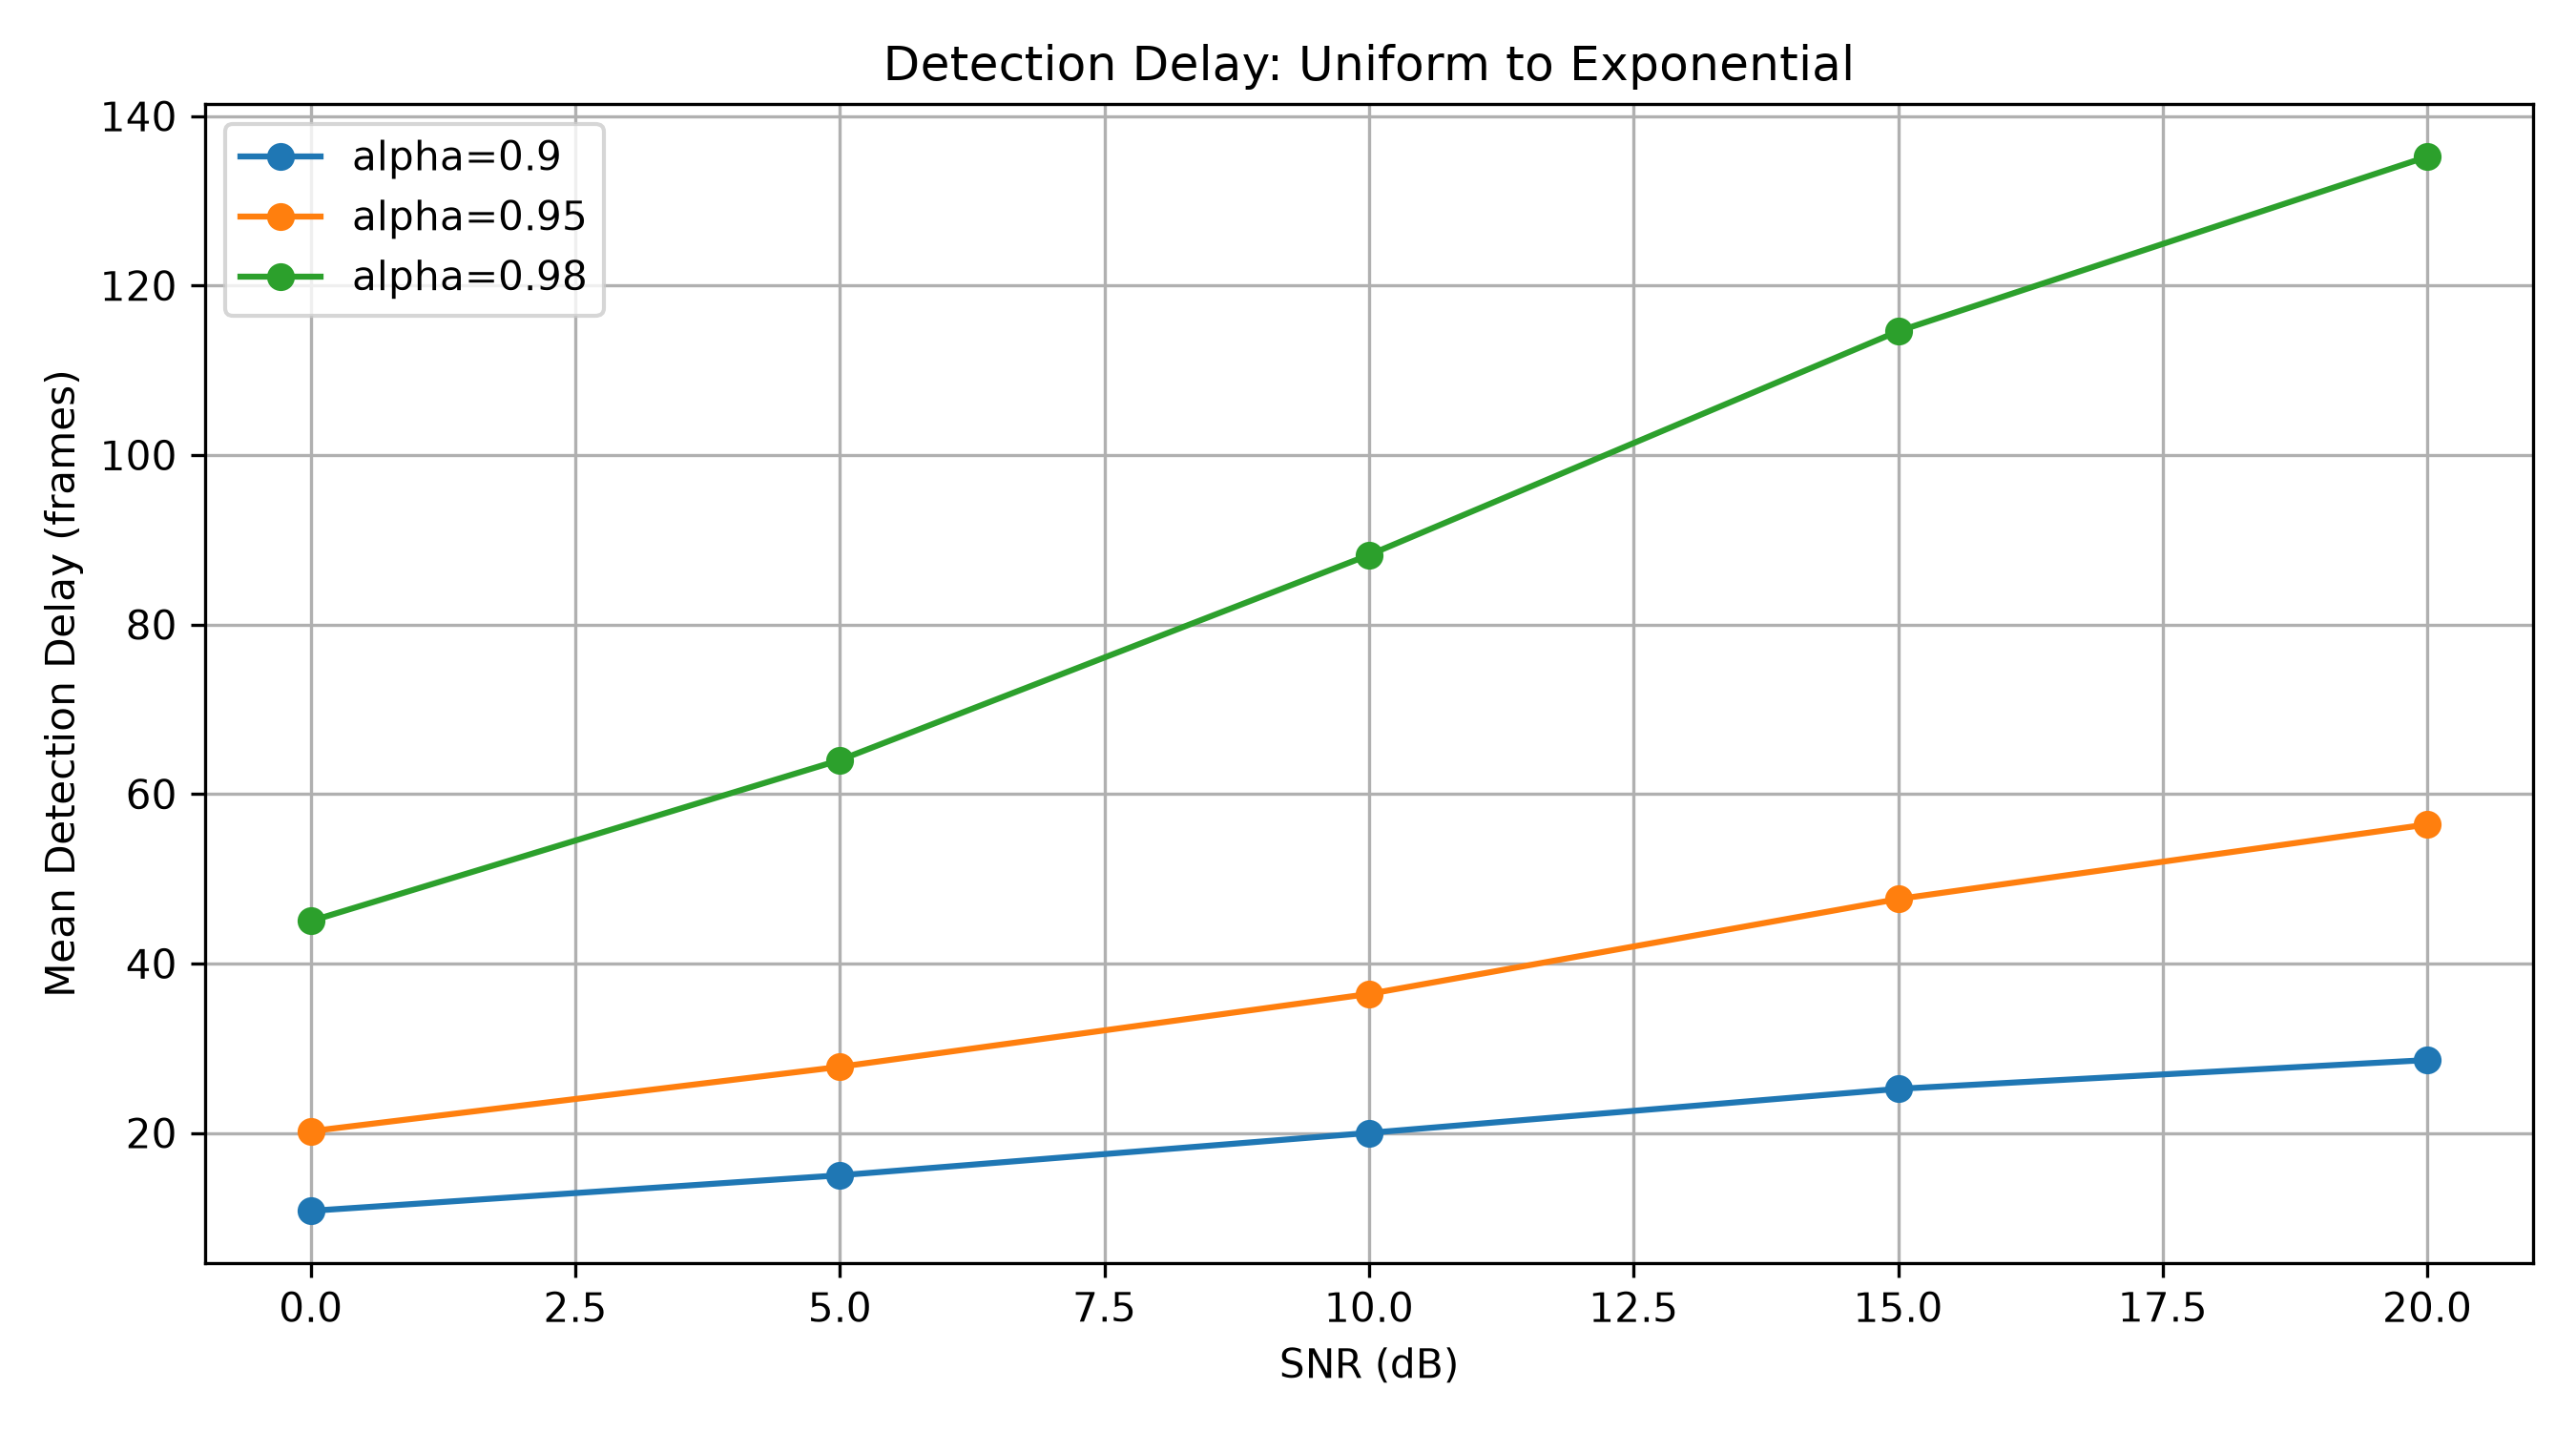 Detection Delay: Uniform to Exponential
alpha=0.9
alpha=0.95
alpha=0.98
Mean Detection Delay (frames)
140
120
100
80
60
40
20
0.0 2.5 5.0 7.5 10.0 12.5 15.0 17.5 20.0
SNR (dB)